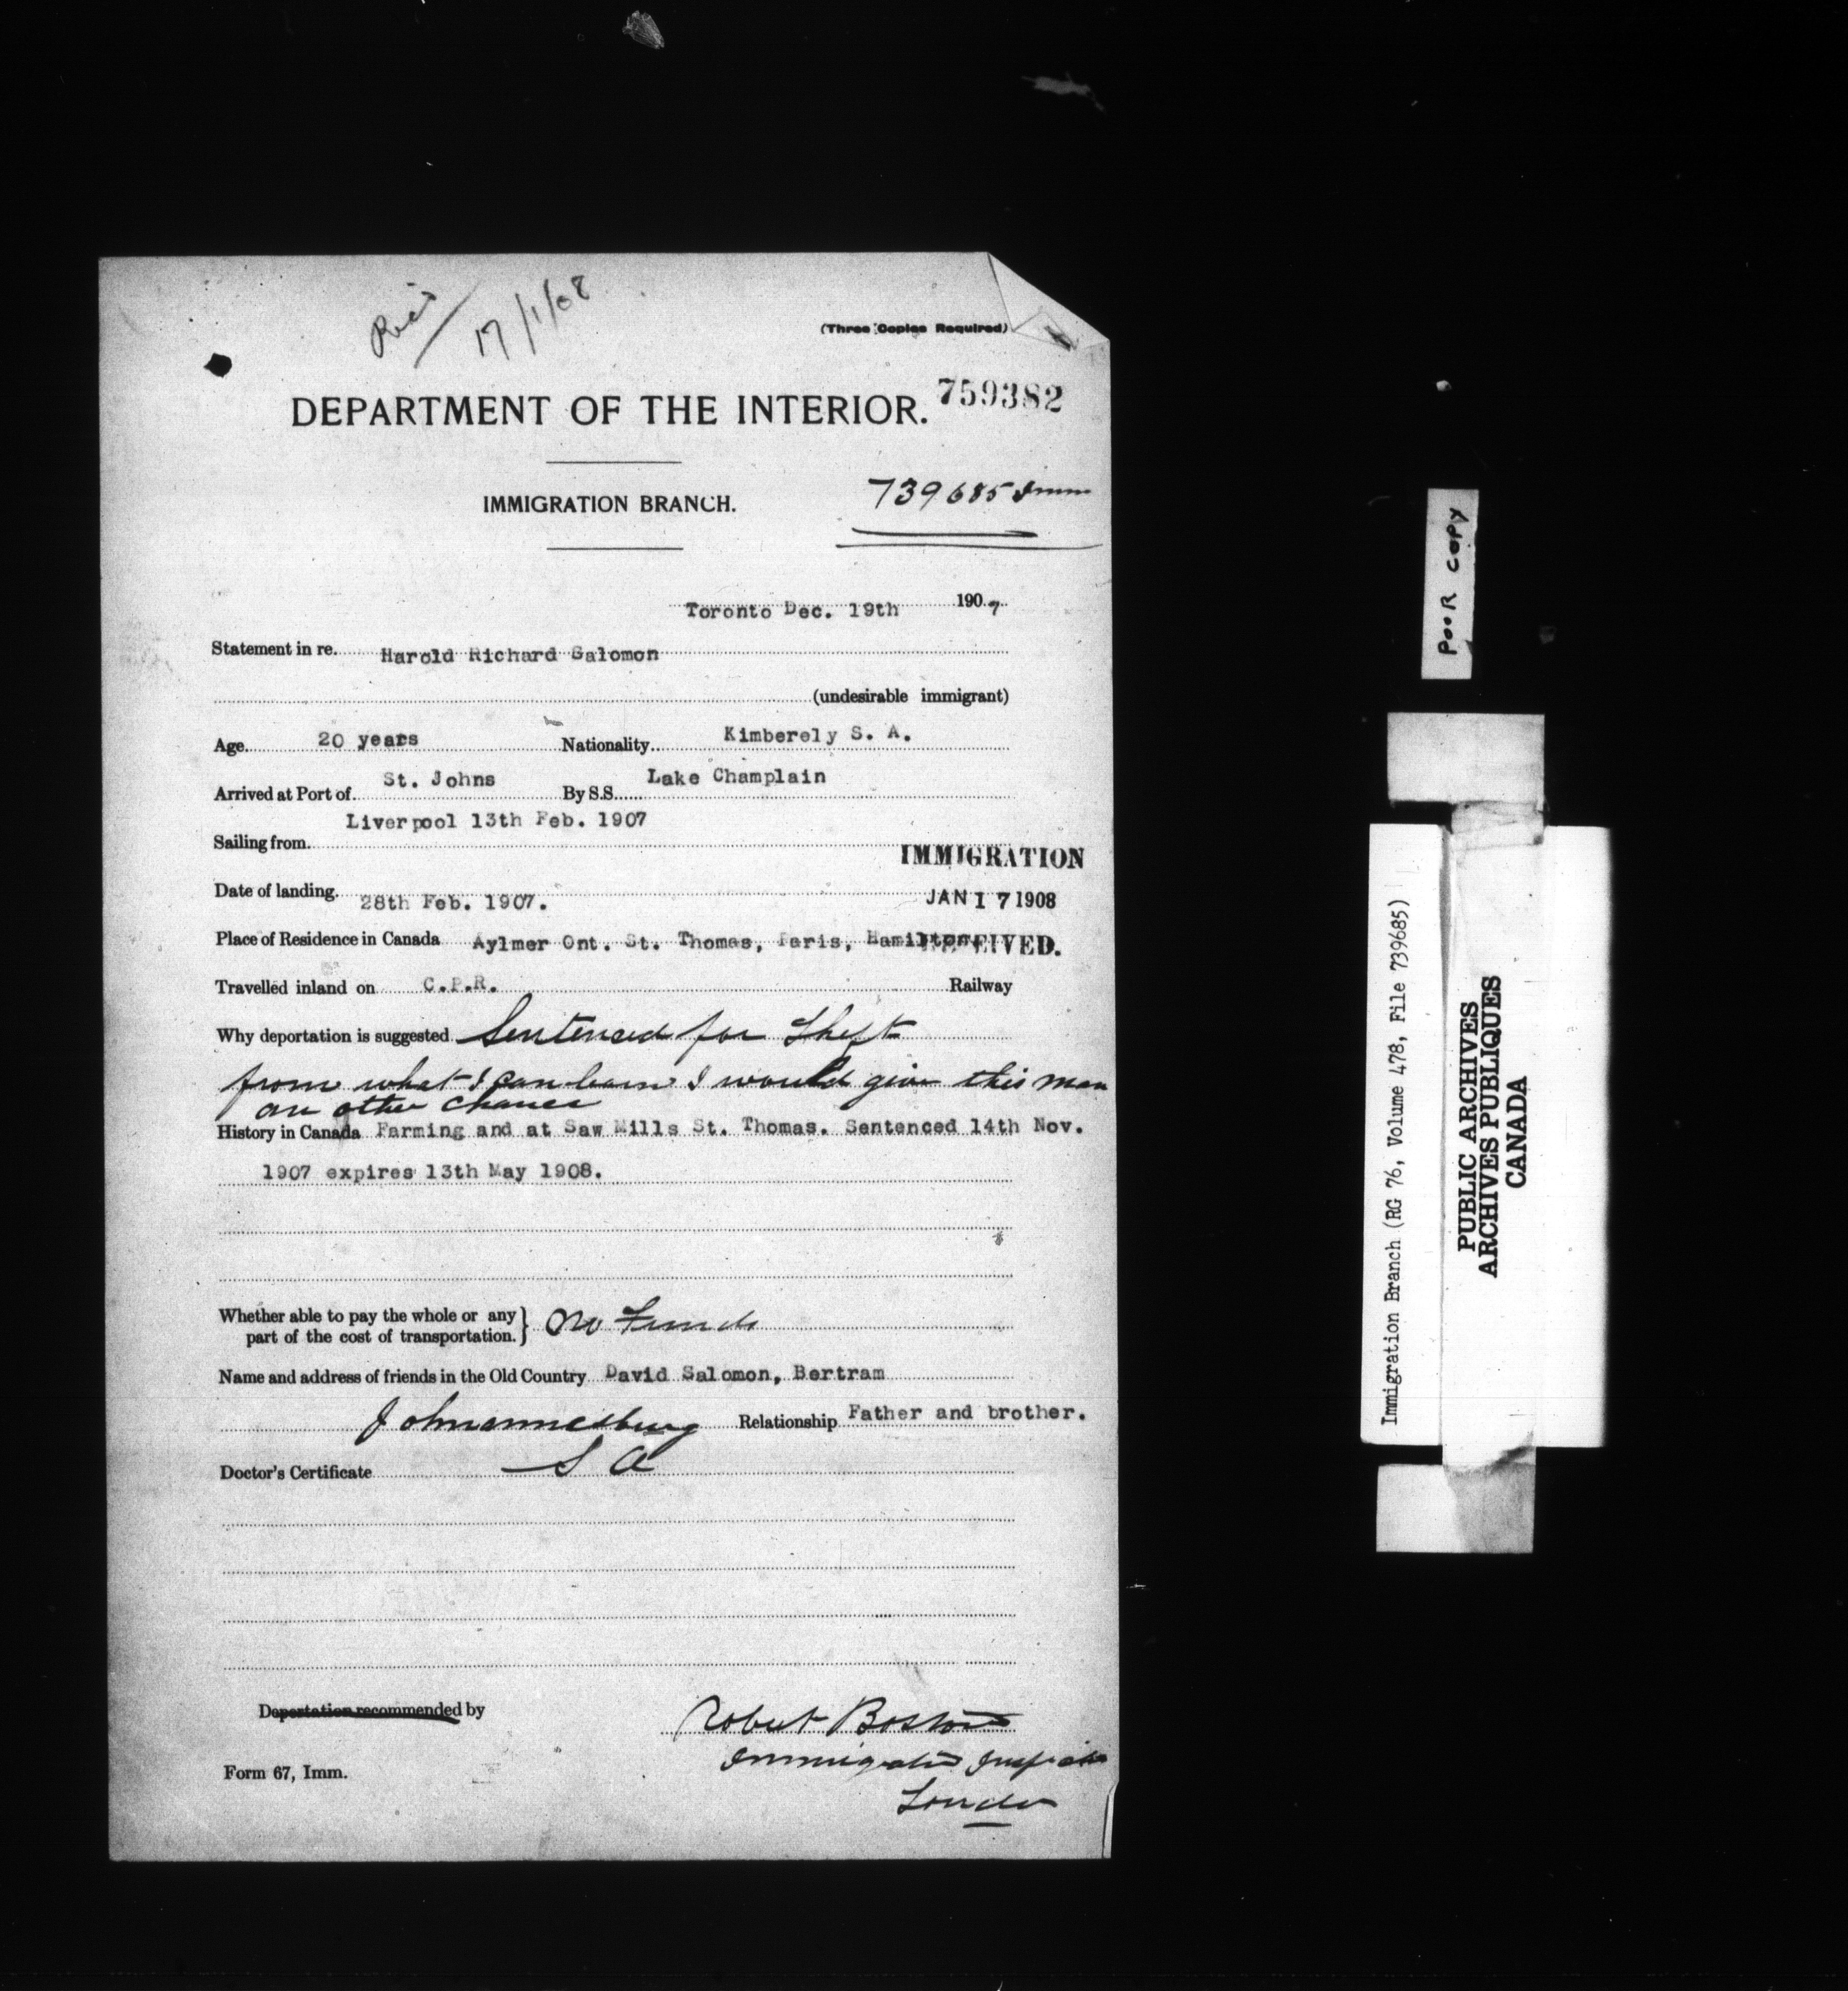 Rec'd 17/1/08
(Three Copies Required)
759382
DEPARTMENT OF THE INTERIOR.
IMMIGRATION BRANCH.
739685 Imm
Toronto Dec. 19th 1907
Statement in re. Harold Richard Salomon
(undesirable immigrant)
Age 20 years Nationality Kimberely S. A.
Arrived at Port of St. Johns By S.S. Lake Champlain
Sailing from Liverpool 13th Feb. 1907
IMMIGRATION
Date of landing 28th Feb. 1907.
JAN 17 1908
Place of Residence in Canada Aylmer Ont. St. Thomas, Paris, Hamilton,
RECEIVED.
Travelled inland on C.P.R. Railway
Why deportation is suggested Sentenced for Theft
from what I can learn I would give this man
an other chance
History in Canada Farming and at Saw Mills St. Thomas. Sentenced 14th Nov.
1907 expires 13th May 1908.
Whether able to pay the whole or any
part of the cost of transportation. } No Funds
Name and address of friends in the Old Country David Salomon, Bertram
Johannesburg Relationship Father and brother.
S A
Doctor's Certificate
Deportation recommended by
Robert Boston
Immigration Inspector
London
Form 67, Imm.
POOR COPY
Immigration Branch (RG 76, Volume 478, File 739685)
PUBLIC ARCHIVES
ARCHIVES PUBLIQUES
CANADA